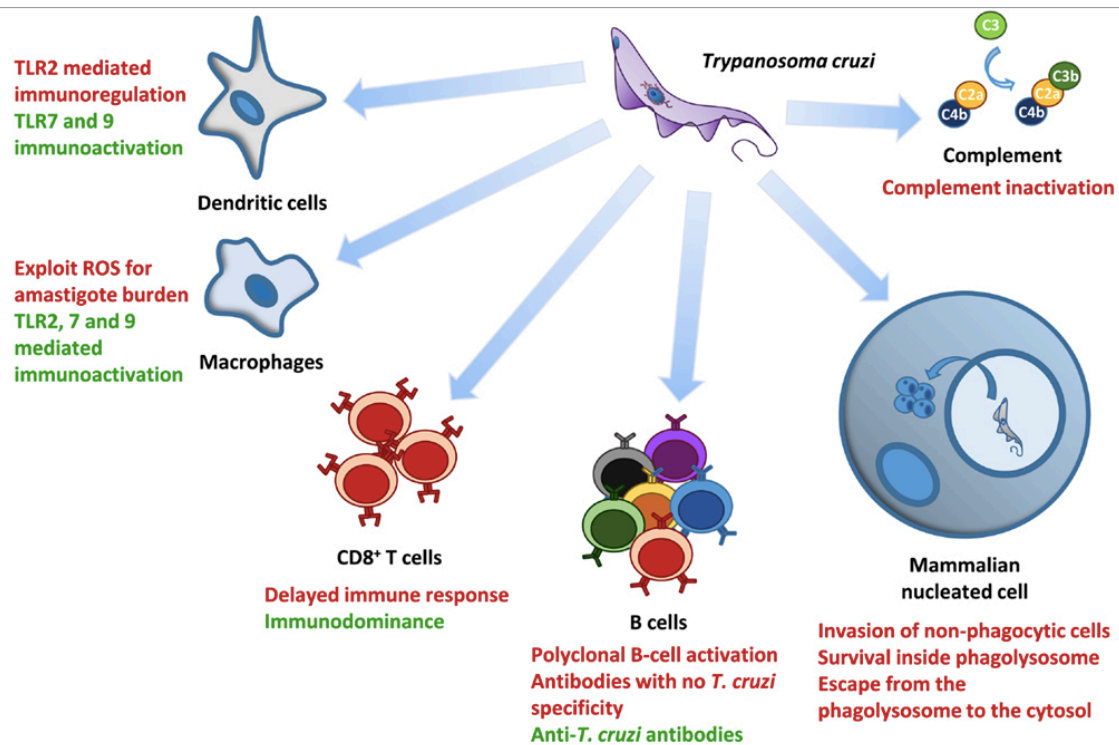 TLR2 mediated
immunoregulation
TLR7 and 9
immunoactivation
Dendritic cells
Trypanosoma cruzi
C3
C2a
C4b
C3b
C2a
C4b
Complement
Complement inactivation
Exploit ROS for
amastigote burden
TLR2, 7 and 9
mediated
immunoactivation
Macrophages
CD8⁺ T cells
Delayed immune response
Immunodominance
B cells
Polyclonal B-cell activation
Antibodies with no T. cruzi
specificity
Anti-T. cruzi antibodies
Mammalian
nucleated cell
Invasion of non-phagocytic cells
Survival inside phagolysosome
Escape from the
phagolysosome to the cytosol